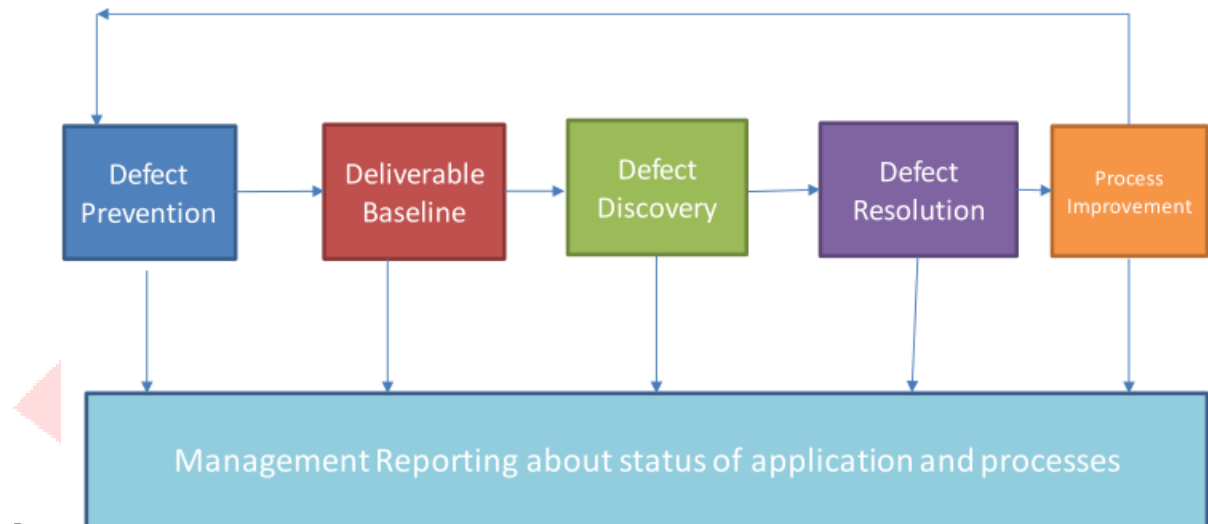 Defect
Prevention
Deliverable
Baseline
Defect
Discovery
Defect
Resolution
Process
Improvement
Management Reporting about status of application and processes